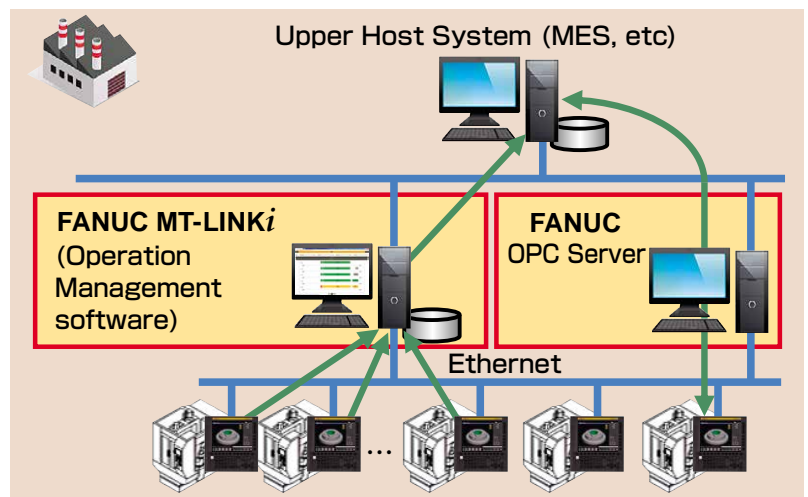 Upper Host System (MES, etc)
FANUC MT-LINKi
(Operation
Management
software)
FANUC
OPC Server
Ethernet
...